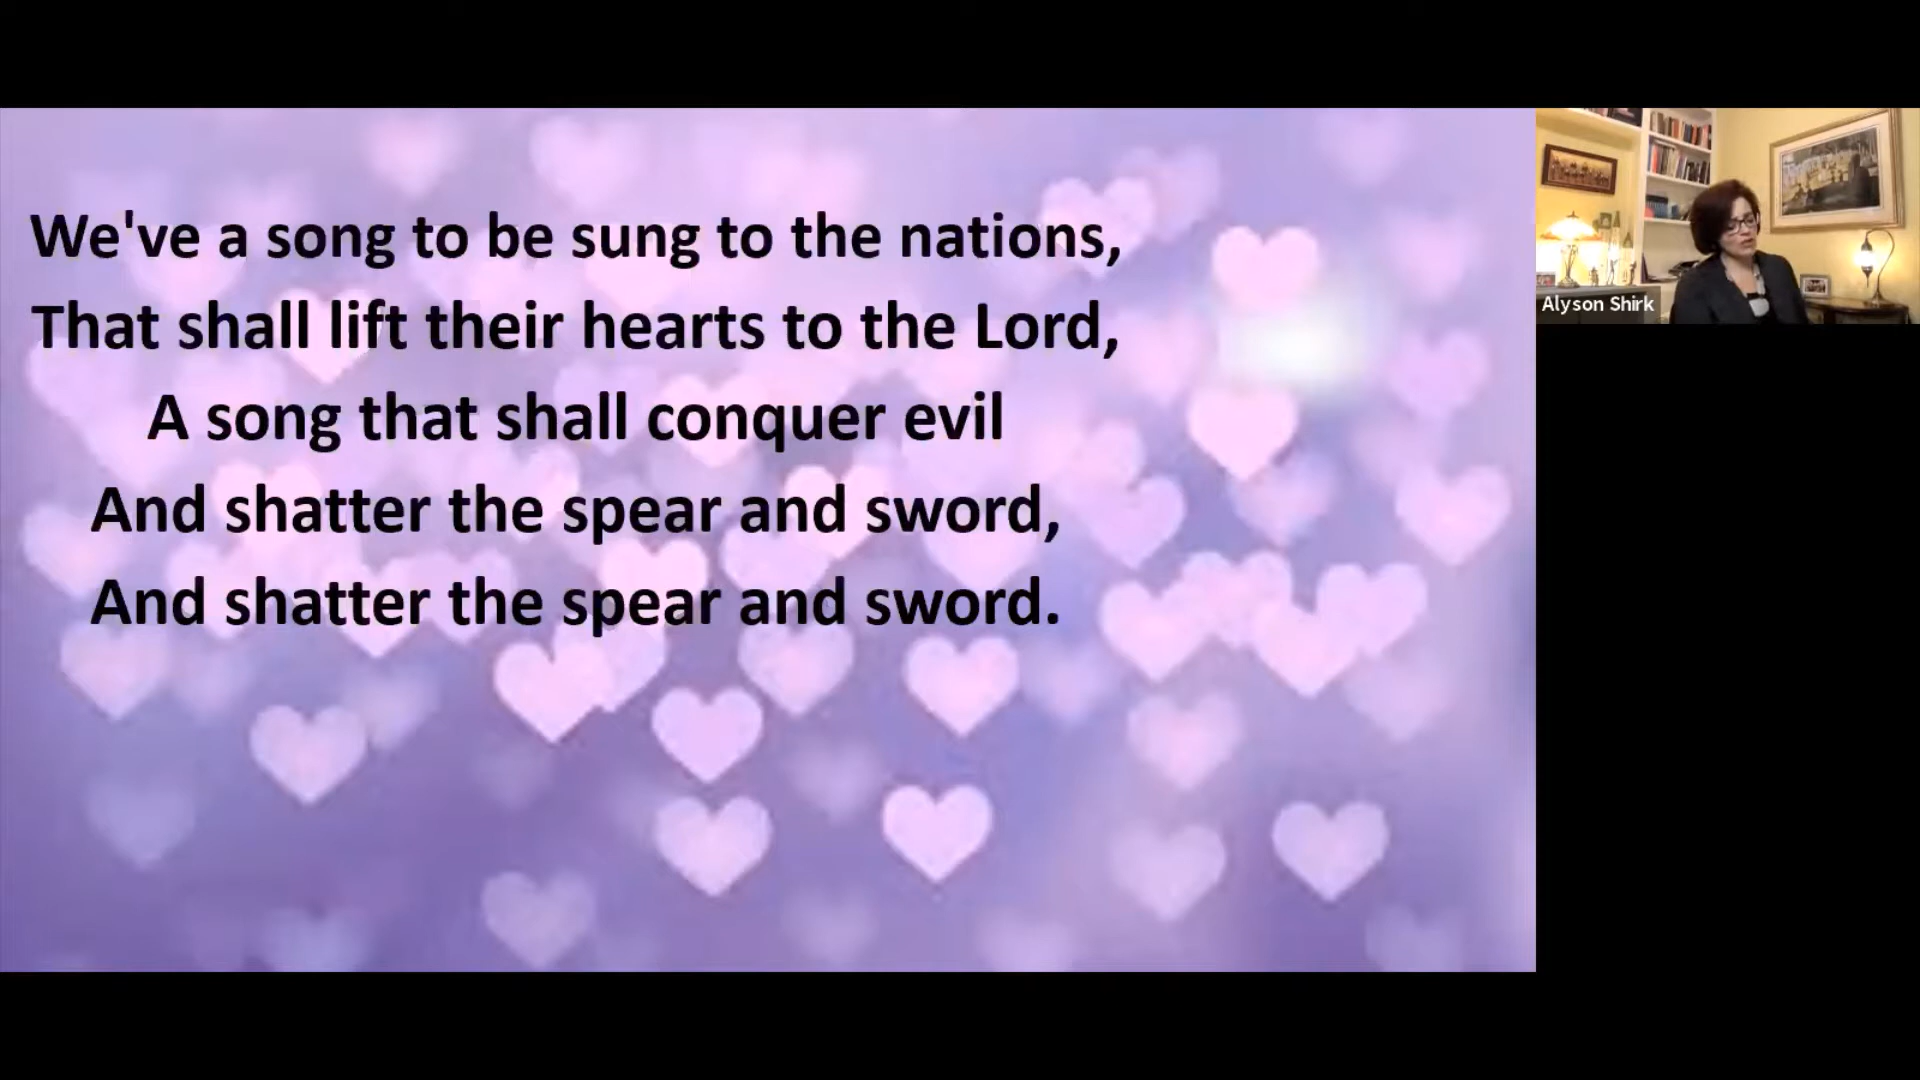 We've a song to be sung to the nations,
That shall lift their hearts to the Lord,
A song that shall conquer evil
And shatter the spear and sword,
And shatter the spear and sword.
Alyson Shirk